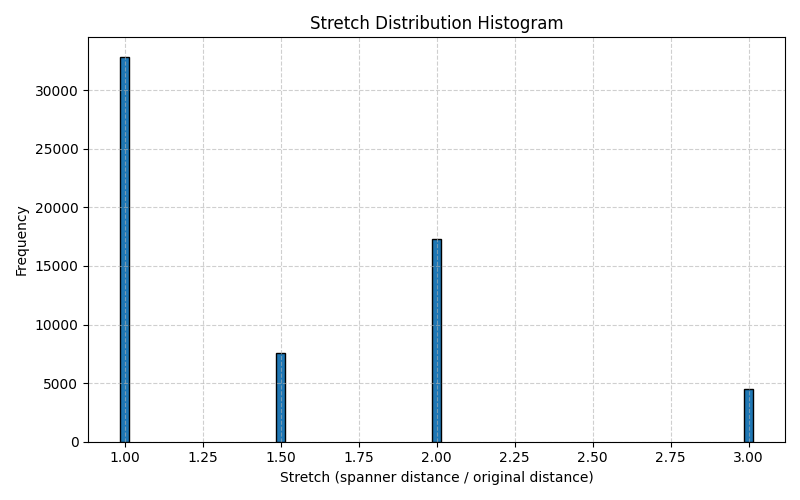 Stretch Distribution Histogram
Frequency
30000
25000
20000
15000
10000
5000
0
1.00 1.25 1.50 1.75 2.00 2.25 2.50 2.75 3.00
Stretch (spanner distance / original distance)